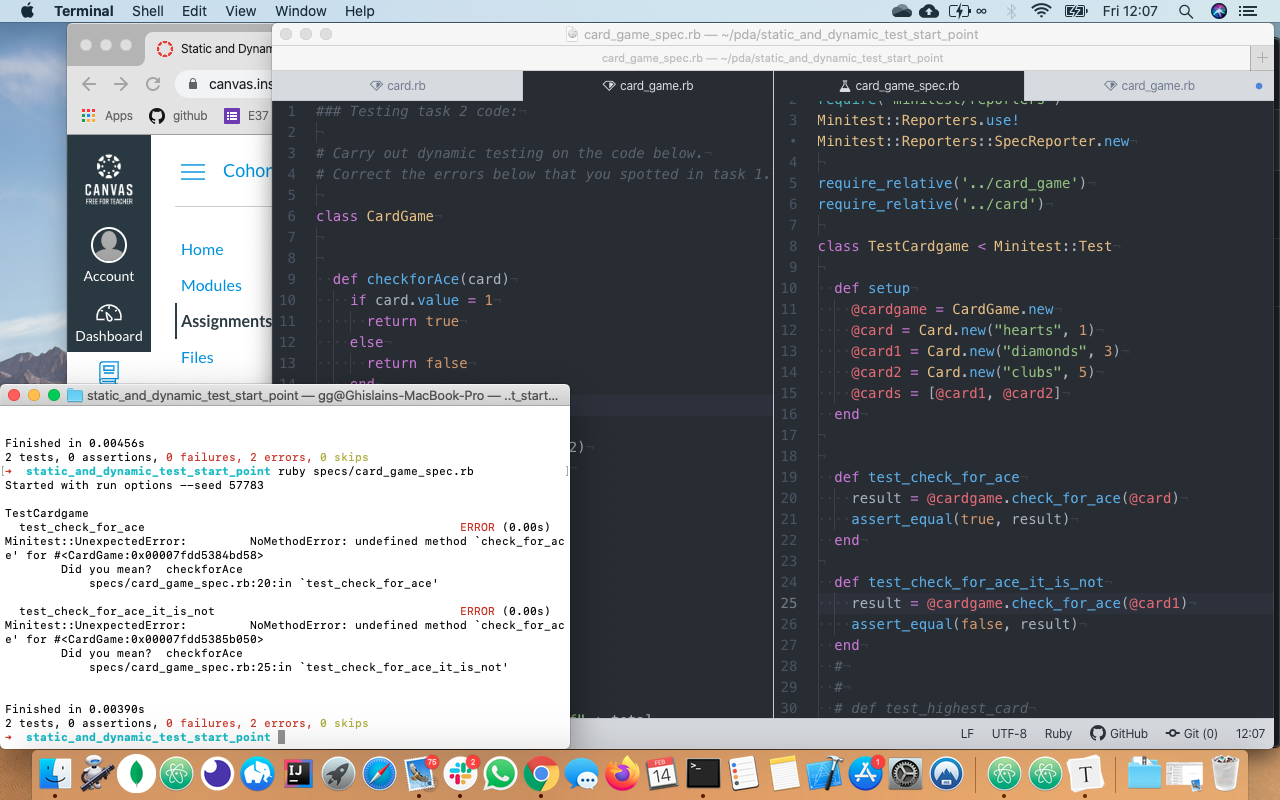 Terminal Shell Edit View Window Help
Fri 12:07
Static and Dynam
canvas.ins
Apps github E37
CANVAS
FREE FOR TEACHER
Account
Dashboard
Cohor
Home
Modules
Assignments
Files
card_game_spec.rb — ~/pda/static_and_dynamic_test_start_point
card_game_spec.rb — ~/pda/static_and_dynamic_test_start_point
card.rb
card_game.rb
card_game_spec.rb
card_game.rb
1 ### Testing task 2 code:
2
3 # Carry out dynamic testing on the code below.
4 # Correct the errors below that you spotted in task 1.
5
6 class CardGame
7
8
9 def checkforAce(card)
10 if card.value = 1
11 return true
12 else
13 return false
14 end
2)
2 require('minitest/reporters')
3 Minitest::Reporters.use!
• Minitest::Reporters::SpecReporter.new
4
5 require_relative('../card_game')
6 require_relative('../card')
7
8 class TestCardgame < Minitest::Test
9
10 def setup
11 @cardgame = CardGame.new
12 @card = Card.new("hearts", 1)
13 @card1 = Card.new("diamonds", 3)
14 @card2 = Card.new("clubs", 5)
15 @cards = [@card1, @card2]
16 end
17
18
19 def test_check_for_ace
20 result = @cardgame.check_for_ace(@card)
21 assert_equal(true, result)
22 end
23
24 def test_check_for_ace_it_is_not
25 result = @cardgame.check_for_ace(@card1)
26 assert_equal(false, result)
27 end
28 #
29 #
30 # def test_highest_card
LF UTF-8 Ruby GitHub Git (0) 12:07
static_and_dynamic_test_start_point — gg@Ghislains-MacBook-Pro — ..t_start...
Finished in 0.00456s
2 tests, 0 assertions, 0 failures, 2 errors, 0 skips
[→ static_and_dynamic_test_start_point ruby specs/card_game_spec.rb ]
Started with run options --seed 57783
TestCardgame
test_check_for_ace ERROR (0.00s)
Minitest::UnexpectedError: NoMethodError: undefined method `check_for_ac
e' for #<CardGame:0x00007fdd5384bd58>
Did you mean? checkforAce
specs/card_game_spec.rb:20:in `test_check_for_ace'
test_check_for_ace_it_is_not ERROR (0.00s)
Minitest::UnexpectedError: NoMethodError: undefined method `check_for_ac
e' for #<CardGame:0x00007fdd5385b050>
Did you mean? checkforAce
specs/card_game_spec.rb:25:in `test_check_for_ace_it_is_not'
Finished in 0.00390s
2 tests, 0 assertions, 0 failures, 2 errors, 0 skips
→ static_and_dynamic_test_start_point
75
2
FEB
14
1